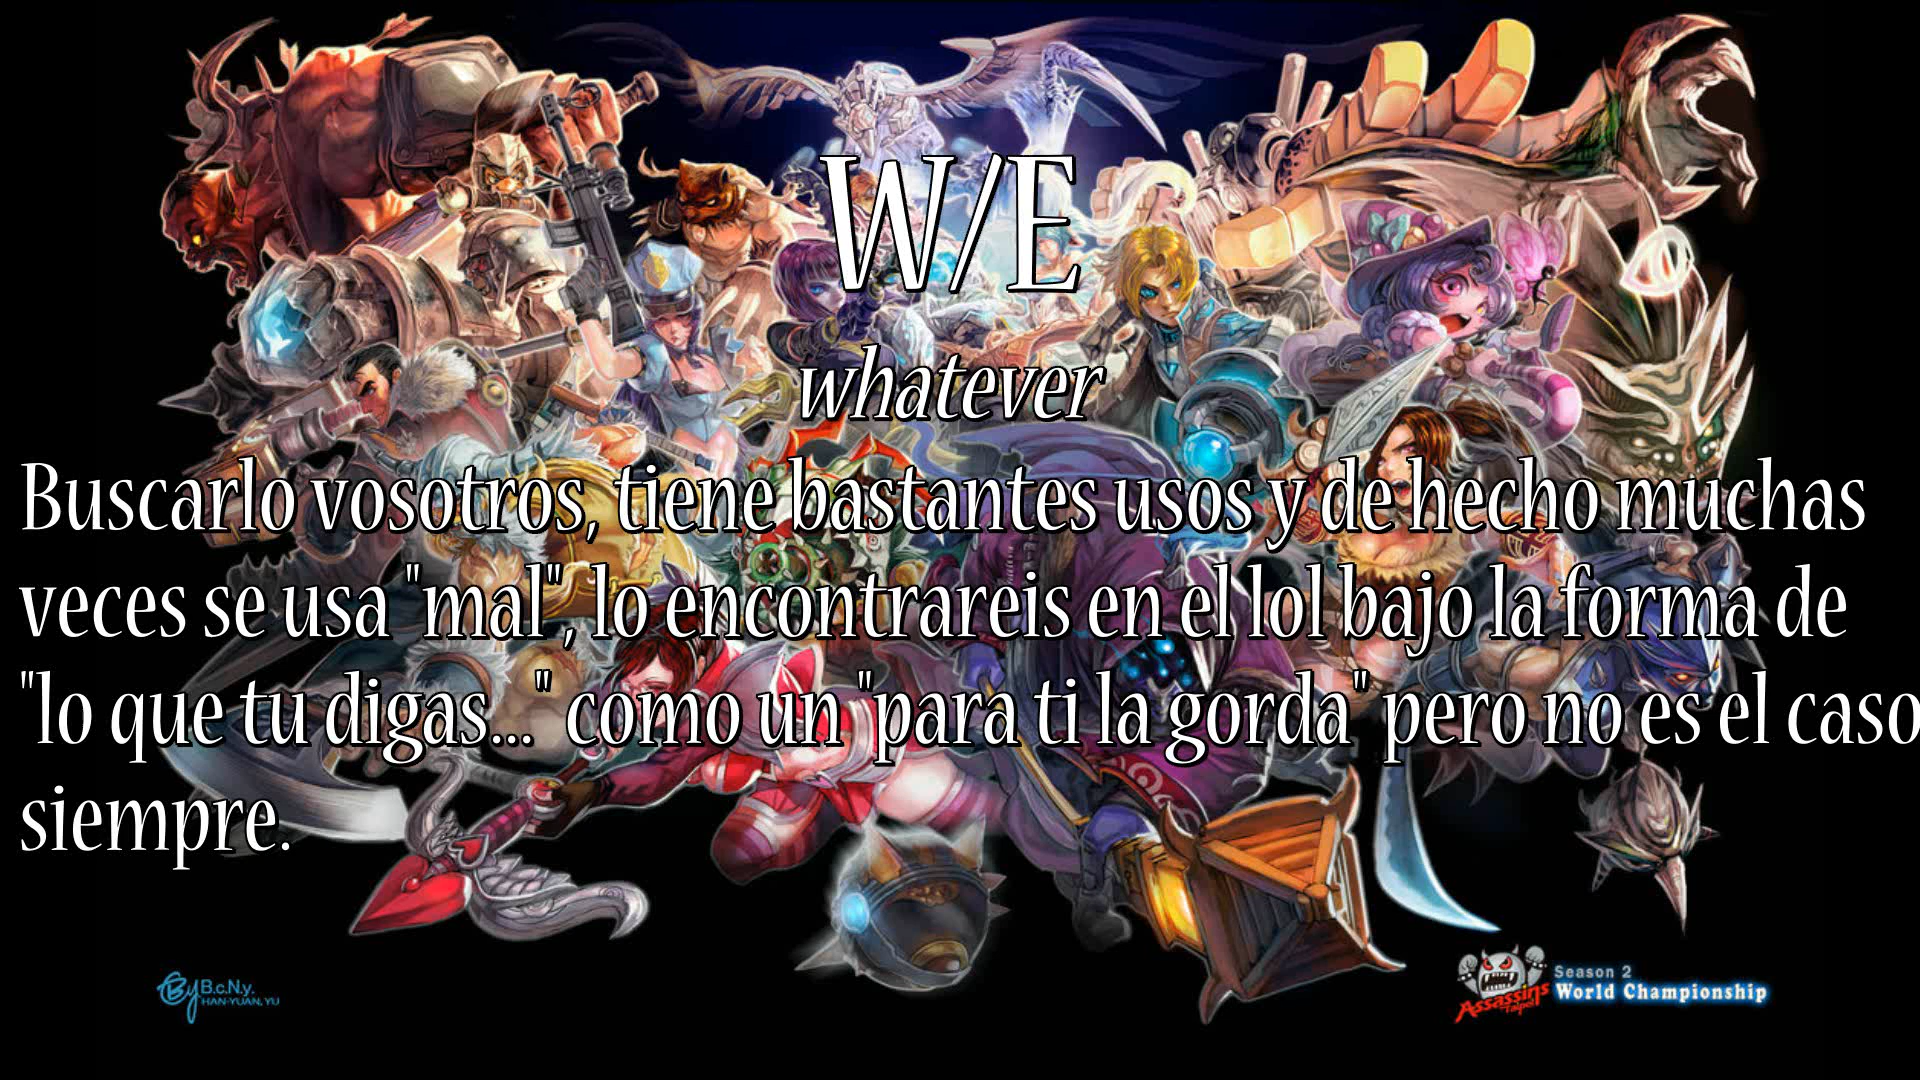 W/E
whatever
Buscarlo vosotros, tiene bastantes usos y de hecho muchas
veces se usa "mal", lo encontrareis en el lol bajo la forma de
"lo que tu digas..." como un "para ti la gorda" pero no es el caso
siempre.
By B.c.N.y.
HAN-YUAN, YU
Season 2
World Championship
Assassins
Taipei